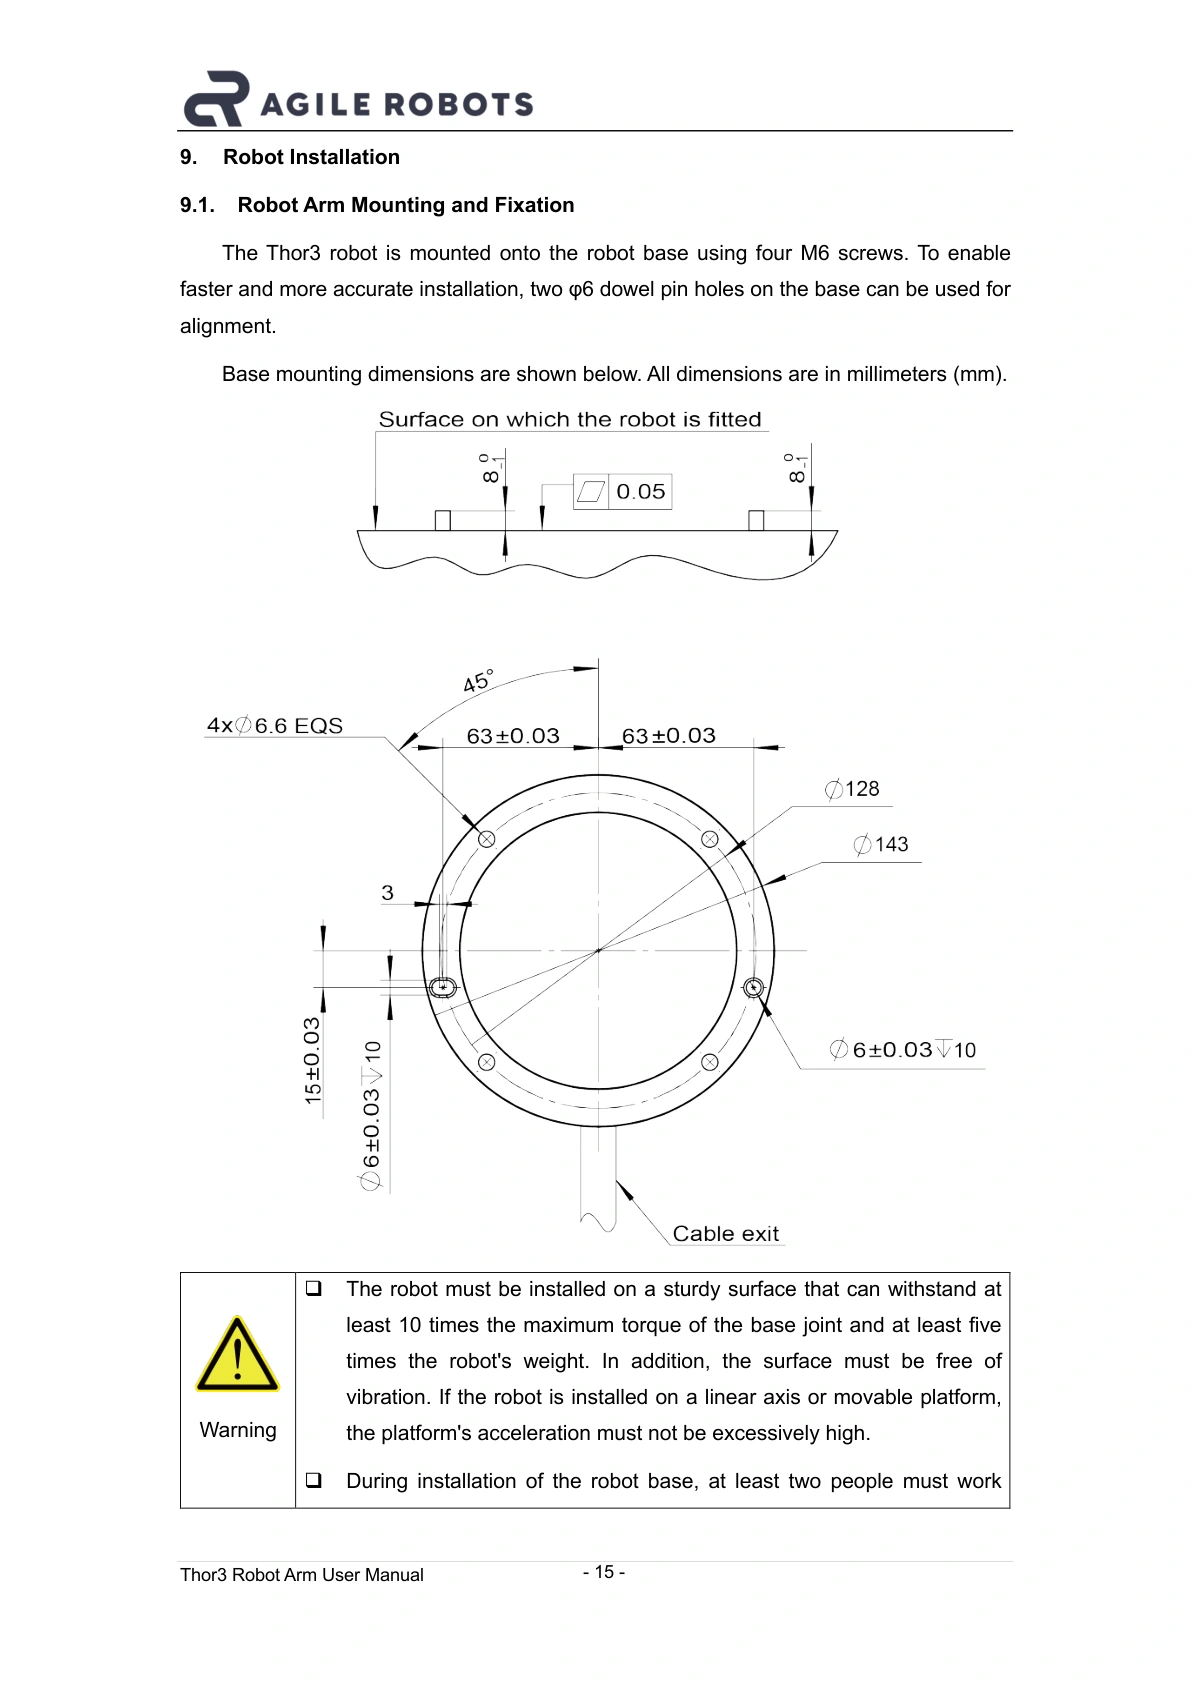 AGILE ROBOTS
9. Robot Installation
9.1. Robot Arm Mounting and Fixation
The Thor3 robot is mounted onto the robot base using four M6 screws. To enable
faster and more accurate installation, two φ6 dowel pin holes on the base can be used for
alignment.
Base mounting dimensions are shown below. All dimensions are in millimeters (mm).
Surface on which the robot is fitted
8 0 -1
0.05
8 0 -1
45°
4x∅6.6 EQS
63±0.03
63±0.03
∅128
∅143
3
15±0.03
∅6±0.03↧10
∅6±0.03↧10
Cable exit
❑ The robot must be installed on a sturdy surface that can withstand at
least 10 times the maximum torque of the base joint and at least five
times the robot's weight. In addition, the surface must be free of
vibration. If the robot is installed on a linear axis or movable platform,
the platform's acceleration must not be excessively high.
Warning
❑ During installation of the robot base, at least two people must work
Thor3 Robot Arm User Manual
- 15 -